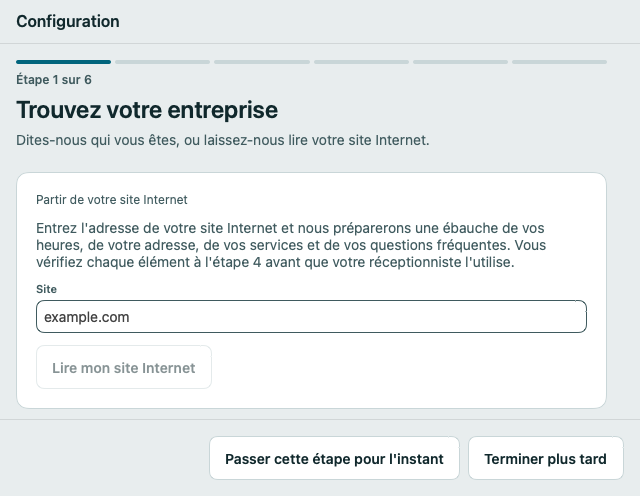 Configuration
Étape 1 sur 6
Trouvez votre entreprise
Dites-nous qui vous êtes, ou laissez-nous lire votre site Internet.
Partir de votre site Internet
Entrez l'adresse de votre site Internet et nous préparerons une ébauche de vos
heures, de votre adresse, de vos services et de vos questions fréquentes. Vous
vérifiez chaque élément à l'étape 4 avant que votre réceptionniste l'utilise.
Site
example.com
Lire mon site Internet
Passer cette étape pour l'instant
Terminer plus tard